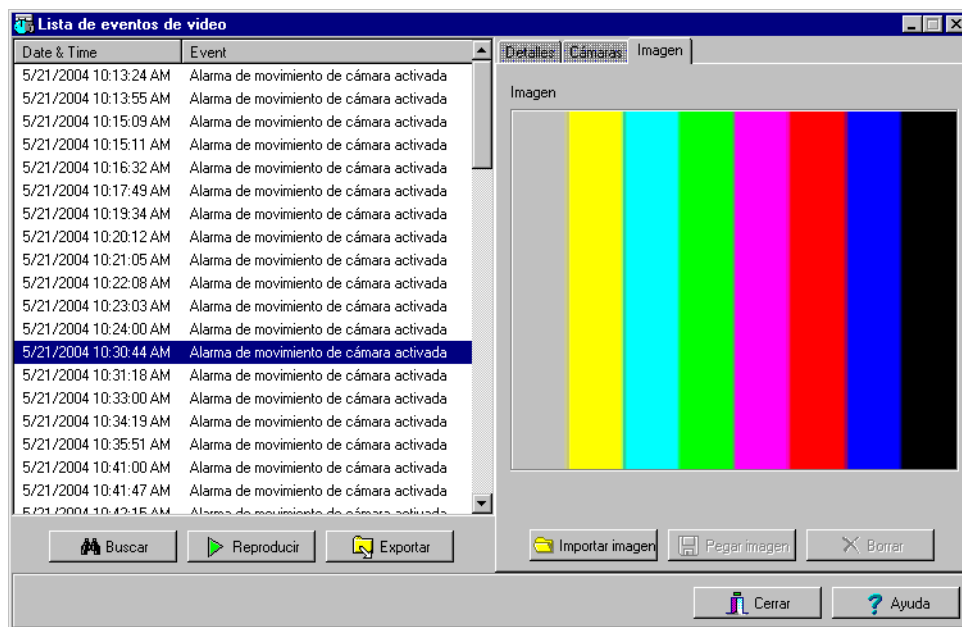 Lista de eventos de video
Date & Time Event
5/21/2004 10:13:24 AM Alarma de movimiento de cámara activada
5/21/2004 10:13:55 AM Alarma de movimiento de cámara activada
5/21/2004 10:15:09 AM Alarma de movimiento de cámara activada
5/21/2004 10:15:11 AM Alarma de movimiento de cámara activada
5/21/2004 10:16:32 AM Alarma de movimiento de cámara activada
5/21/2004 10:17:49 AM Alarma de movimiento de cámara activada
5/21/2004 10:19:34 AM Alarma de movimiento de cámara activada
5/21/2004 10:20:12 AM Alarma de movimiento de cámara activada
5/21/2004 10:21:05 AM Alarma de movimiento de cámara activada
5/21/2004 10:22:08 AM Alarma de movimiento de cámara activada
5/21/2004 10:23:03 AM Alarma de movimiento de cámara activada
5/21/2004 10:24:00 AM Alarma de movimiento de cámara activada
5/21/2004 10:30:44 AM Alarma de movimiento de cámara activada
5/21/2004 10:31:18 AM Alarma de movimiento de cámara activada
5/21/2004 10:33:00 AM Alarma de movimiento de cámara activada
5/21/2004 10:34:19 AM Alarma de movimiento de cámara activada
5/21/2004 10:35:51 AM Alarma de movimiento de cámara activada
5/21/2004 10:41:00 AM Alarma de movimiento de cámara activada
5/21/2004 10:41:47 AM Alarma de movimiento de cámara activada
5/21/2004 10:42:15 AM Alarma de movimiento de cámara activada
Buscar Reproducir Exportar
Detalles Cámaras Imagen
Imagen
Importar imagen Pegar imagen Borrar
Cerrar Ayuda